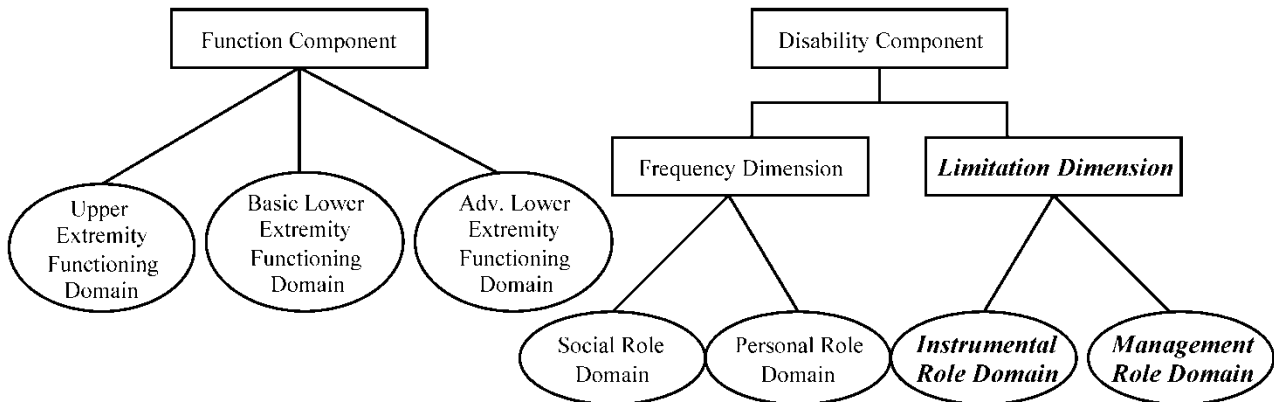 Function Component
Disability Component
Frequency Dimension
Limitation Dimension
Upper
Extremity
Functioning
Domain
Basic Lower
Extremity
Functioning
Domain
Adv. Lower
Extremity
Functioning
Domain
Social Role
Domain
Personal Role
Domain
Instrumental
Role Domain
Management
Role Domain